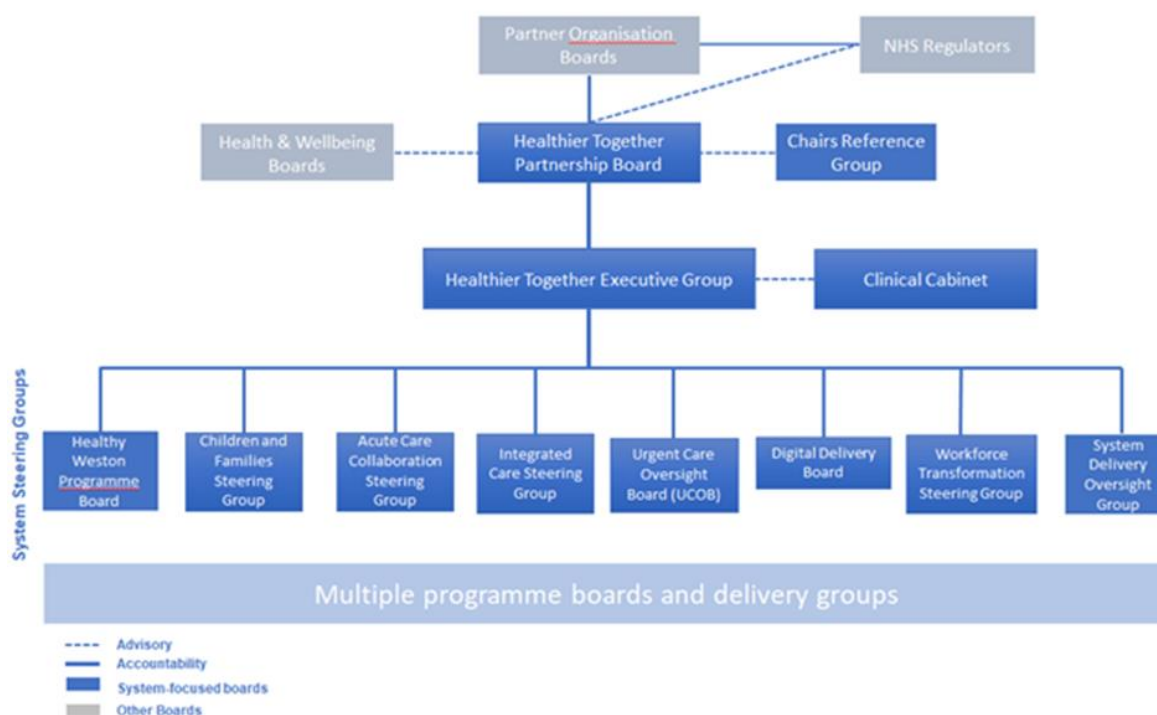 Partner Organisation
Boards
NHS Regulators
Health & Wellbeing
Boards
Healthier Together
Partnership Board
Chairs Reference
Group
Healthier Together Executive Group
Clinical Cabinet
System Steering Groups
Healthy
Weston
Programme
Board
Children and
Families
Steering
Group
Acute Care
Collaboration
Steering
Group
Integrated
Care Steering
Group
Urgent Care
Oversight
Board (UCOB)
Digital Delivery
Board
Workforce
Transformation
Steering Group
System
Delivery
Oversight
Group
Multiple programme boards and delivery groups
Advisory
Accountability
System-focused boards
Other Boards